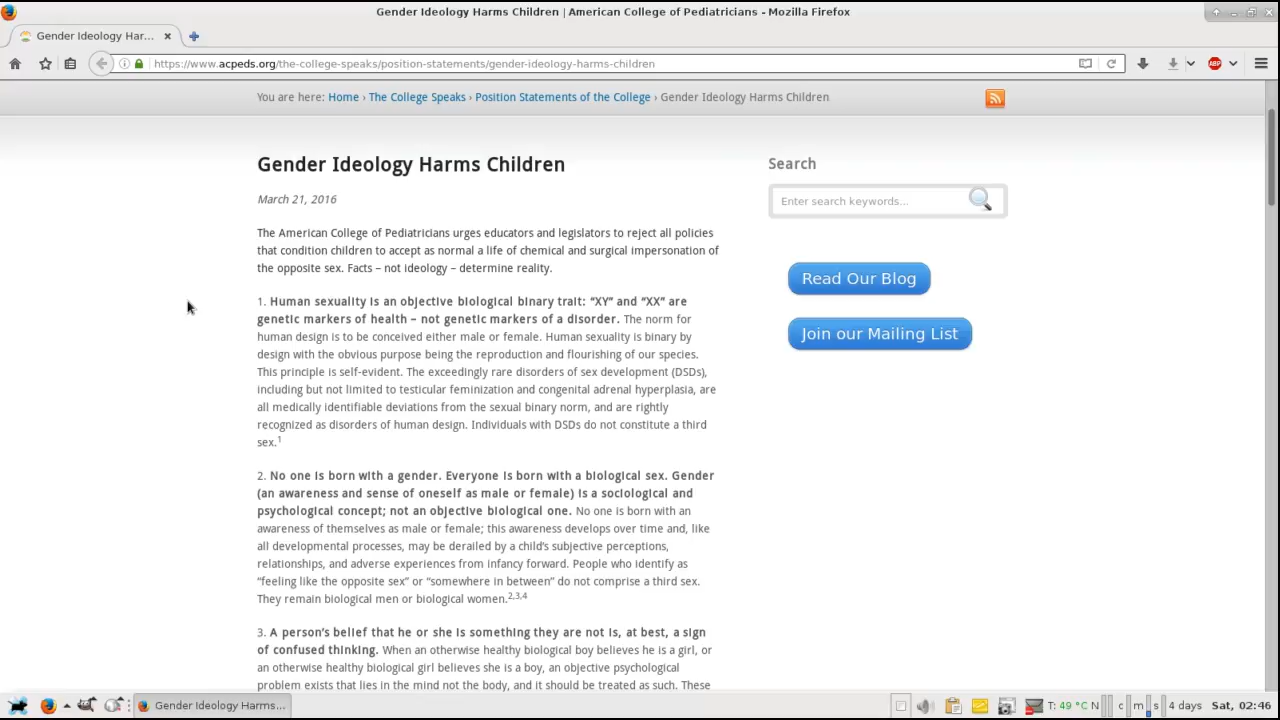 Gender Ideology Harms Children | American College of Pediatricians - Mozilla Firefox
Gender Ideology Har...
https://www.acpeds.org/the-college-speaks/position-statements/gender-ideology-harms-children
ABP
You are here: Home › The College Speaks › Position Statements of the College › Gender Ideology Harms Children
Gender Ideology Harms Children
March 21, 2016
The American College of Pediatricians urges educators and legislators to reject all policies
that condition children to accept as normal a life of chemical and surgical impersonation of
the opposite sex. Facts – not ideology – determine reality.
1. Human sexuality is an objective biological binary trait: “XY” and “XX” are
genetic markers of health – not genetic markers of a disorder. The norm for
human design is to be conceived either male or female. Human sexuality is binary by
design with the obvious purpose being the reproduction and flourishing of our species.
This principle is self-evident. The exceedingly rare disorders of sex development (DSDs),
including but not limited to testicular feminization and congenital adrenal hyperplasia, are
all medically identifiable deviations from the sexual binary norm, and are rightly
recognized as disorders of human design. Individuals with DSDs do not constitute a third
sex.1
2. No one is born with a gender. Everyone is born with a biological sex. Gender
(an awareness and sense of oneself as male or female) is a sociological and
psychological concept; not an objective biological one. No one is born with an
awareness of themselves as male or female; this awareness develops over time and, like
all developmental processes, may be derailed by a child’s subjective perceptions,
relationships, and adverse experiences from infancy forward. People who identify as
“feeling like the opposite sex” or “somewhere in between” do not comprise a third sex.
They remain biological men or biological women.2,3,4
3. A person’s belief that he or she is something they are not is, at best, a sign
of confused thinking. When an otherwise healthy biological boy believes he is a girl, or
an otherwise healthy biological girl believes she is a boy, an objective psychological
problem exists that lies in the mind not the body, and it should be treated as such. These
Search
Enter search keywords...
Read Our Blog
Join our Mailing List
Gender Ideology Harms...
T: 49 °C N
c m s 4 days Sat, 02:46